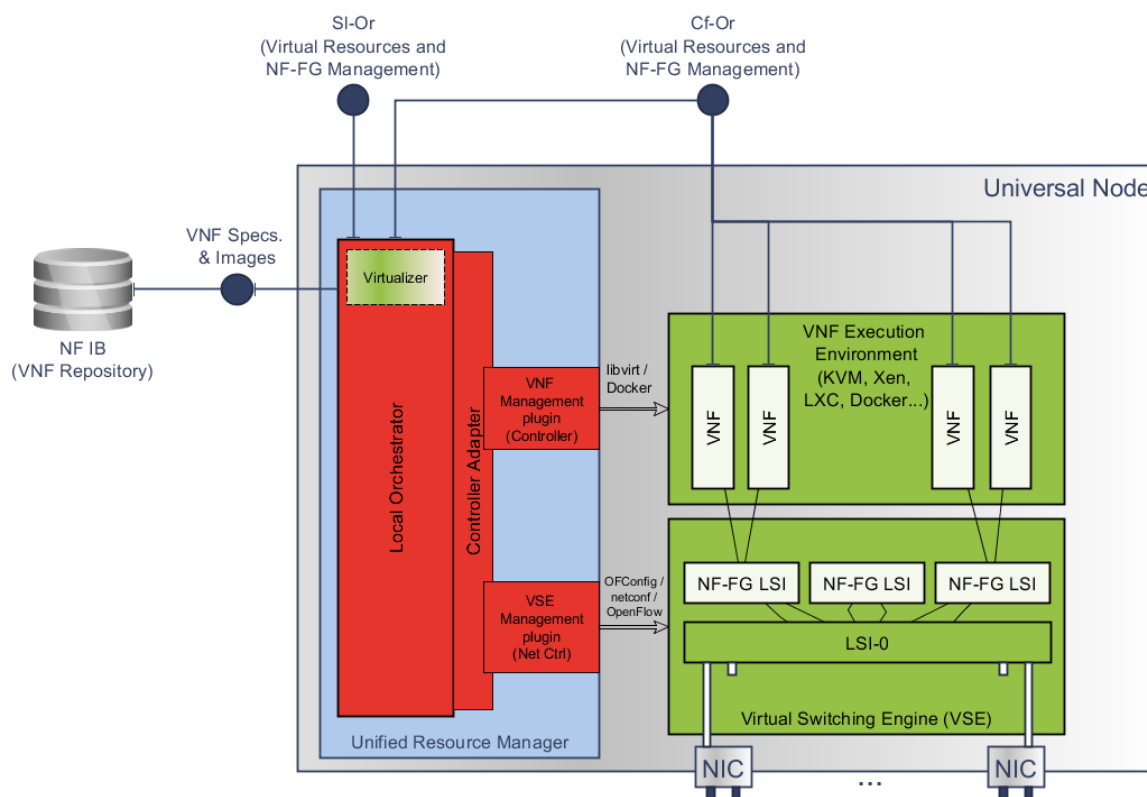 Sl-Or
(Virtual Resources and
NF-FG Management)
Cf-Or
(Virtual Resources and
NF-FG Management)
Universal Node
VNF Specs.
& Images
NF IB
(VNF Repository)
Virtualizer
Local Orchestrator
Controller Adapter
VNF
Management
plugin
(Controller)
libvirt /
Docker
VNF Execution
Environment
(KVM, Xen,
LXC, Docker...)
VNF
VNF
VNF
VNF
VSE
Management
plugin
(Net Ctrl)
OFConfig /
netconf /
OpenFlow
NF-FG LSI
NF-FG LSI
NF-FG LSI
LSI-0
Virtual Switching Engine (VSE)
Unified Resource Manager
NIC
...
NIC